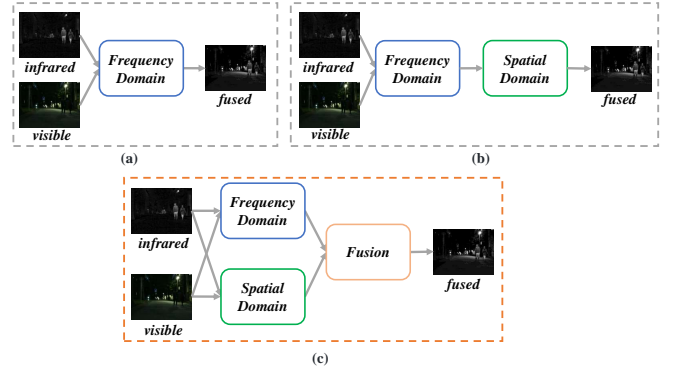 infrared
visible
Frequency
Domain
fused
(a)
infrared
visible
Frequency
Domain
Spatial
Domain
fused
(b)
infrared
visible
Frequency
Domain
Spatial
Domain
Fusion
fused
(c)